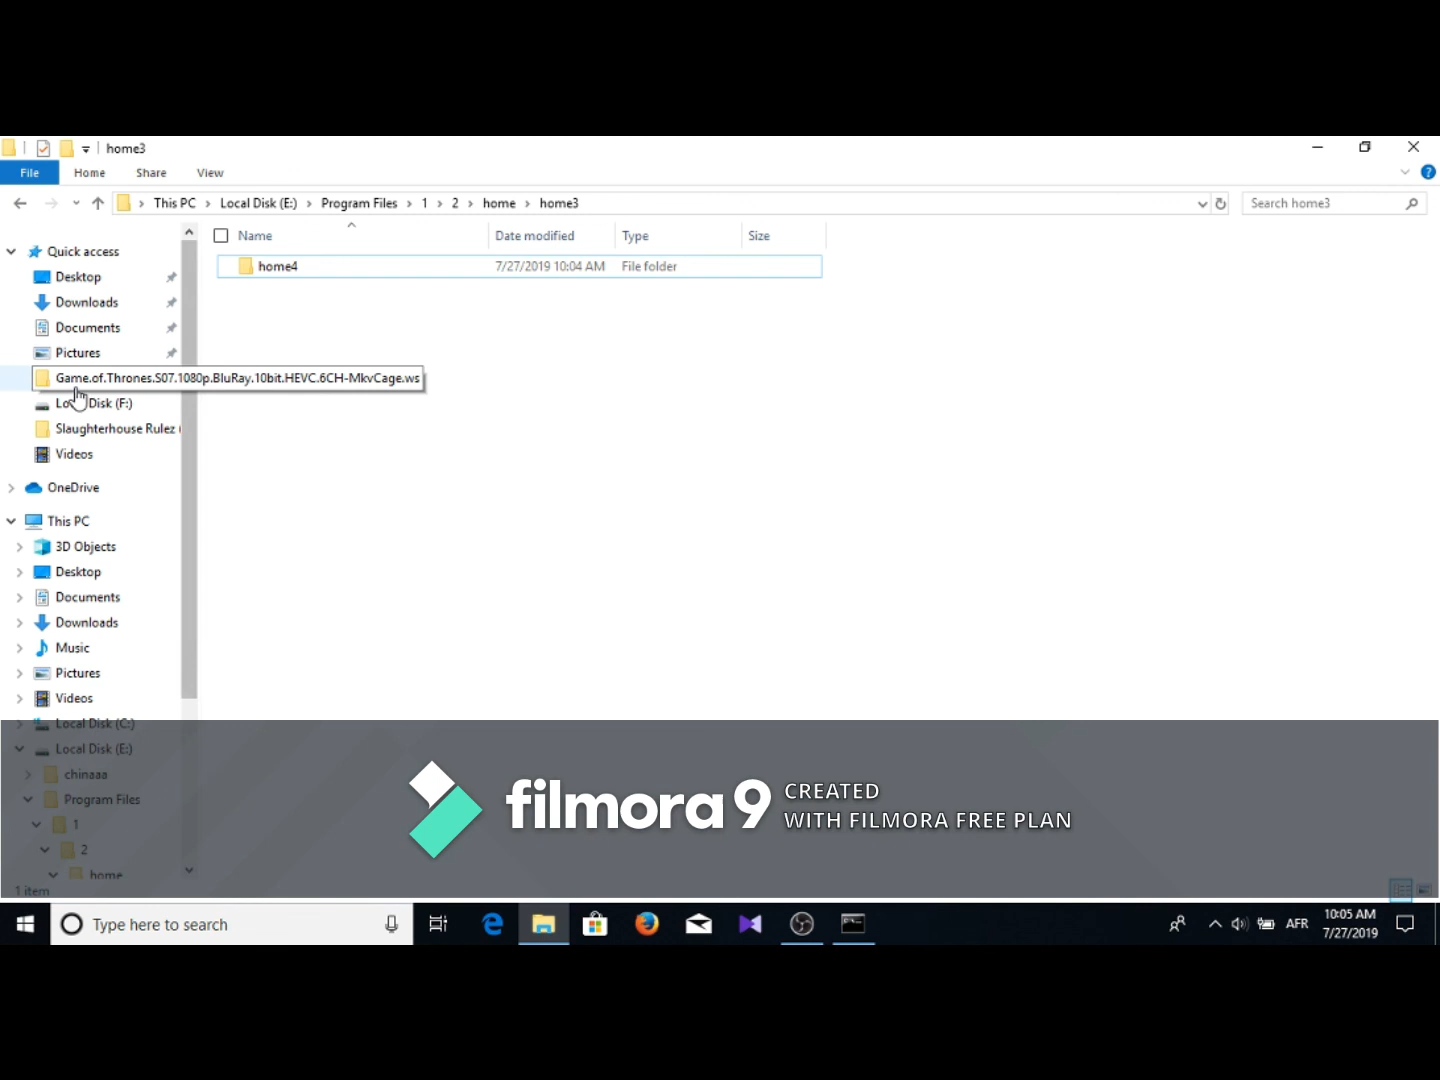 home3
File Home Share View
This PC Local Disk (E:) Program Files 1 2 home home3 Search home3
Name Date modified Type Size
home4 7/27/2019 10:04 AM File folder
Quick access
Desktop
Downloads
Documents
Pictures
Game.of.Thrones.S07.1080p.BluRay.10bit.HEVC.6CH-MkvCage.ws
Disk (F:)
Slaughterhouse Rulez
Videos
OneDrive
This PC
3D Objects
Desktop
Documents
Downloads
Music
Pictures
Videos
Local Disk (C:)
Local Disk (E:)
chinaaa
Program Files
1
2
home
1 item
filmora 9 CREATED
WITH FILMORA FREE PLAN
Type here to search
AFR
10:05 AM
7/27/2019